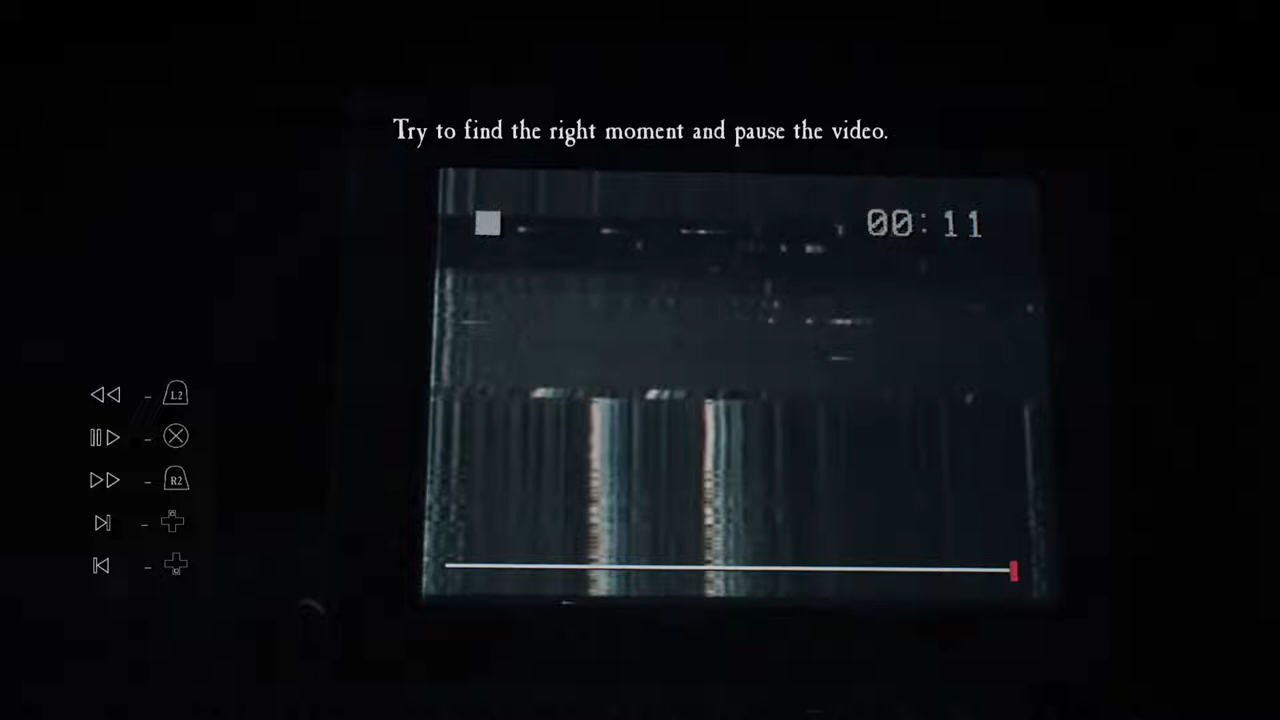 Try to find the right moment and pause the video.
00:11
- L2
-
- R2
-
-